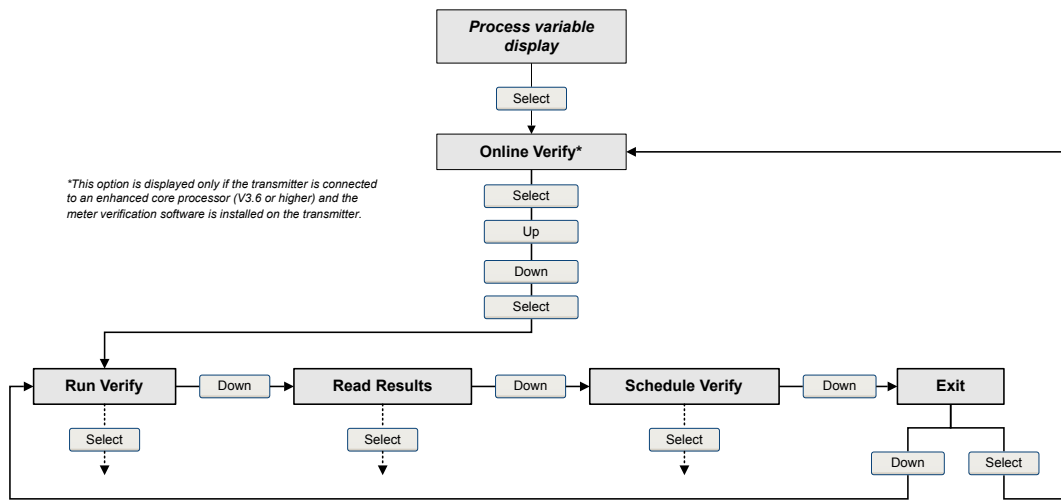 Process variable
display
Select
Online Verify*
*This option is displayed only if the transmitter is connected
to an enhanced core processor (V3.6 or higher) and the
meter verification software is installed on the transmitter.
Select
Up
Down
Select
Run Verify
Down
Read Results
Down
Schedule Verify
Down
Exit
Select
Select
Select
Down
Select